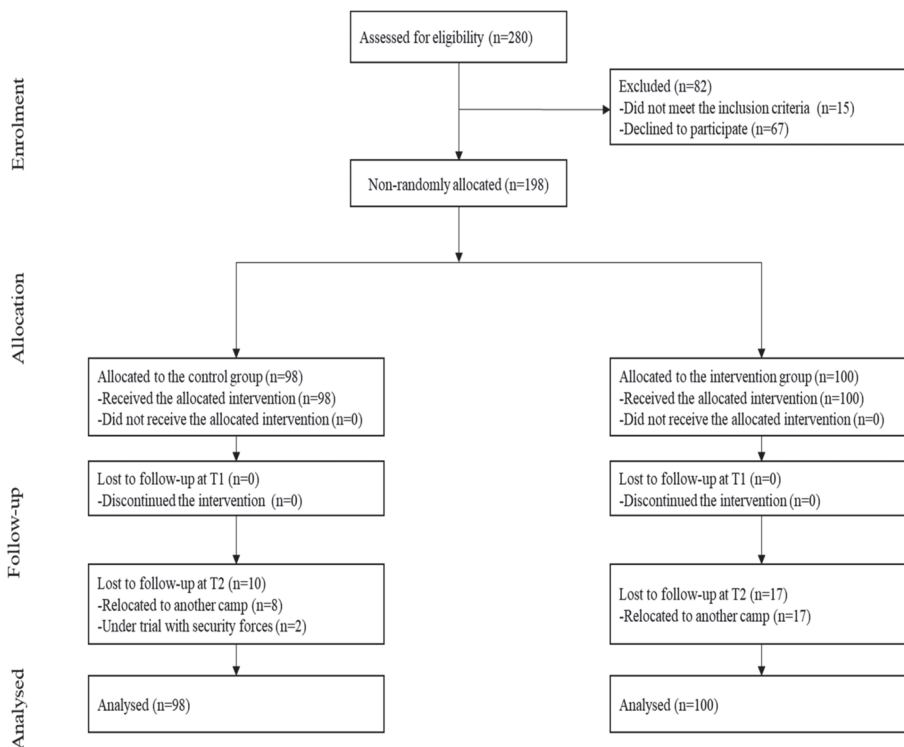 Assessed for eligibility (n=280)
Enrolment
Excluded (n=82)
-Did not meet the inclusion criteria (n=15)
-Declined to participate (n=67)
Non-randomly allocated (n=198)
Allocation
Allocated to the control group (n=98)
-Received the allocated intervention (n=98)
-Did not receive the allocated intervention (n=0)
Allocated to the intervention group (n=100)
-Received the allocated intervention (n=100)
-Did not receive the allocated intervention (n=0)
Follow-up
Lost to follow-up at T1 (n=0)
-Discontinued the intervention (n=0)
Lost to follow-up at T1 (n=0)
-Discontinued the intervention (n=0)
Lost to follow-up at T2 (n=10)
-Relocated to another camp (n=8)
-Under trial with security forces (n=2)
Lost to follow-up at T2 (n=17)
-Relocated to another camp (n=17)
Analysed
Analysed (n=98)
Analysed (n=100)